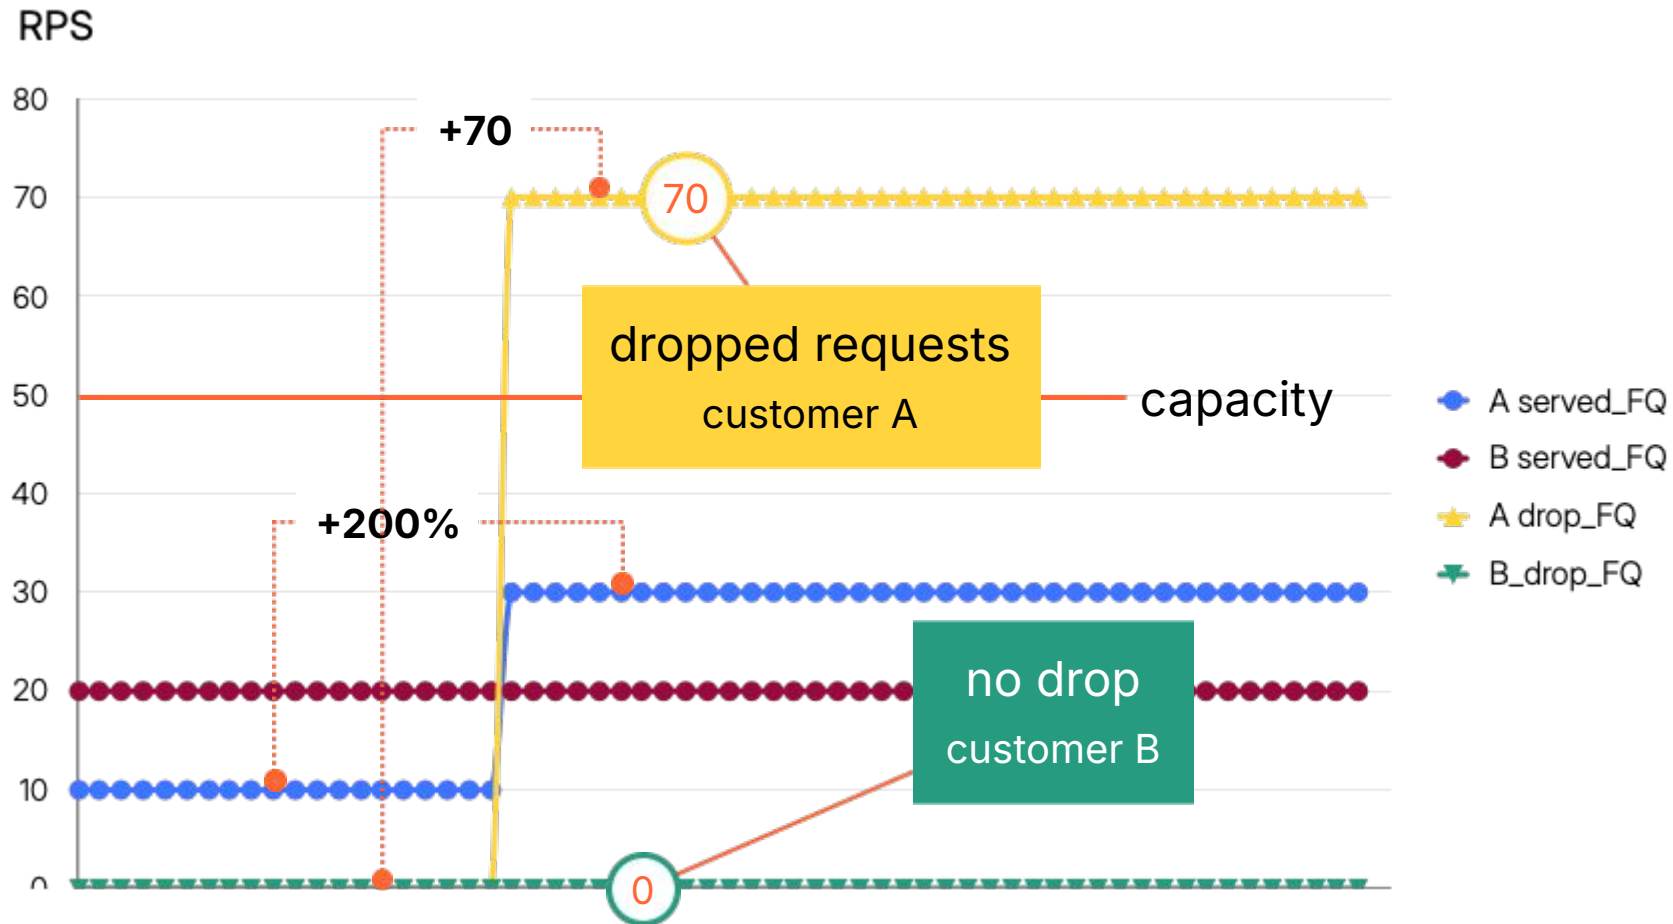 RPS
80
+70
70
70
60
dropped requests
customer A
50
capacity
A served_FQ
B served_FQ
A drop_FQ
B_drop_FQ
40
+200%
30
20
no drop
customer B
10
0
0